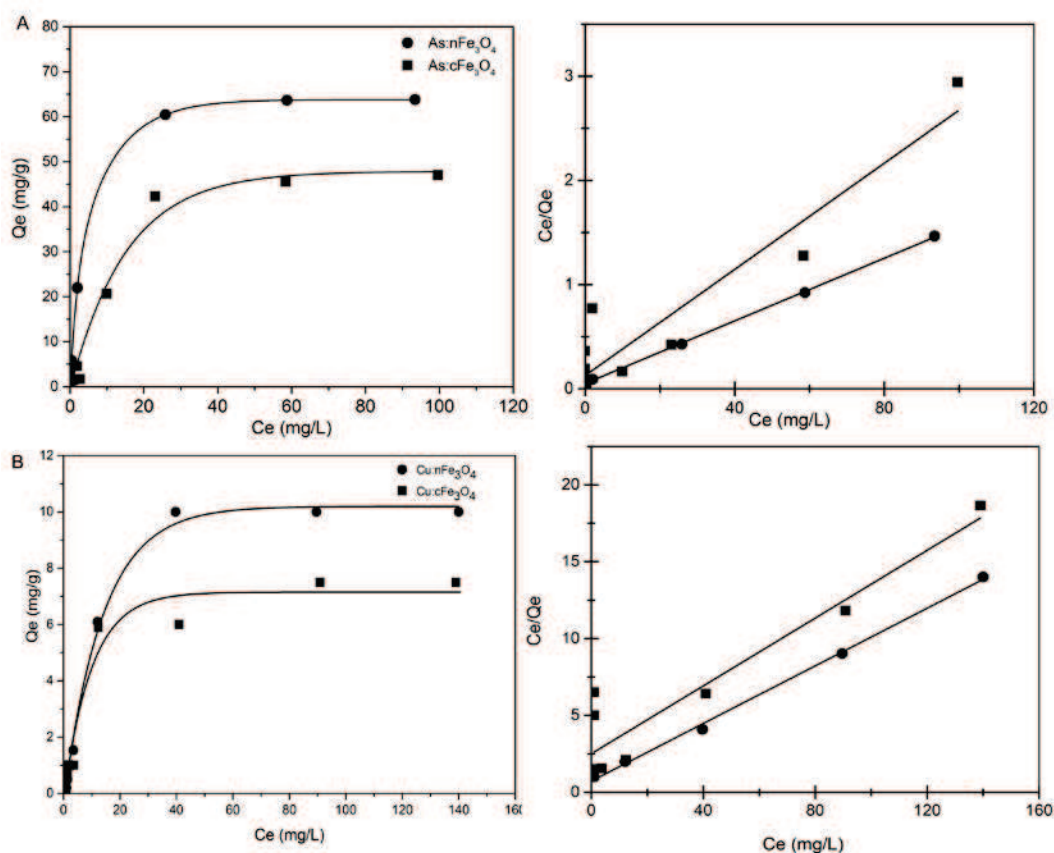 A
80
70
60
50
40
30
20
10
0
Qe (mg/g)
As:nFe₃O₄
As:cFe₃O₄
0 20 40 60 80 100 120
Ce (mg/L)
3
2
1
0
Ce/Qe
40 80 120
Ce (mg/L)
B
12
10
8
6
4
2
0
Qe (mg/g)
Cu:nFe₃O₄
Cu:cFe₃O₄
0 20 40 60 80 100 120 140 160
Ce (mg/L)
20
15
10
5
0
Ce/Qe
0 40 80 120 160
Ce (mg/L)